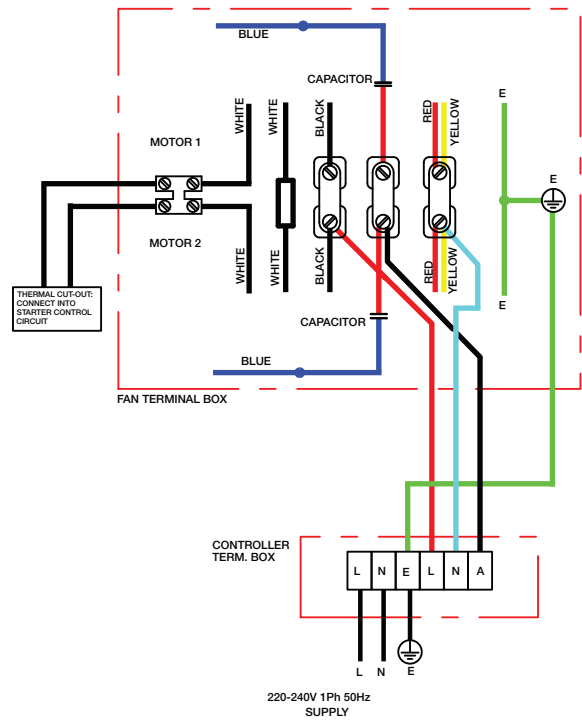 BLUE
CAPACITOR
WHITE
WHITE
BLACK
RED
YELLOW
E
MOTOR 1
E
MOTOR 2
WHITE
WHITE
BLACK
RED
YELLOW
E
THERMAL CUT-OUT:
CONNECT INTO
STARTER CONTROL
CIRCUIT
CAPACITOR
BLUE
FAN TERMINAL BOX
CONTROLLER
TERM. BOX
L N E L N A
L N E
220-240V 1Ph 50Hz
SUPPLY